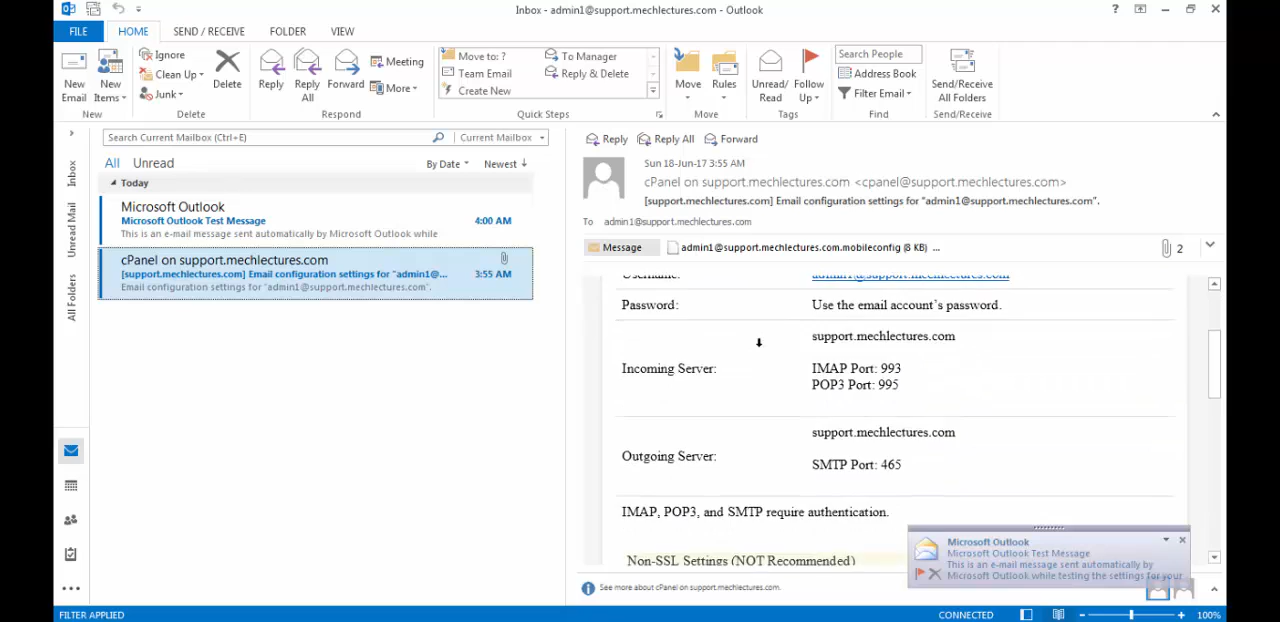 Inbox - admin1@support.mechlectures.com - Outlook
?
FILE
HOME
SEND / RECEIVE
FOLDER
VIEW
New Email
New Items
New
Ignore
Clean Up
Junk
Delete
Delete
Reply
Reply All
Forward
Meeting
More
Respond
Move to: ?
Team Email
Create New
To Manager
Reply & Delete
Quick Steps
Move
Rules
Move
Unread/ Read
Follow Up
Tags
Search People
Address Book
Filter Email
Find
Send/Receive All Folders
Send/Receive
Inbox
Unread Mail
All Folders
Search Current Mailbox (Ctrl+E)
Current Mailbox
All
Unread
By Date
Newest
Today
Microsoft Outlook
Microsoft Outlook Test Message
4:00 AM
This is an e-mail message sent automatically by Microsoft Outlook while
cPanel on support.mechlectures.com
[support.mechlectures.com] Email configuration settings for "admin1@...
3:55 AM
Email configuration settings for "admin1@support.mechlectures.com".
Reply
Reply All
Forward
Sun 18-Jun-17 3:55 AM
cPanel on support.mechlectures.com <cpanel@support.mechlectures.com>
[support.mechlectures.com] Email configuration settings for "admin1@support.mechlectures.com".
To admin1@support.mechlectures.com
Message
admin1@support.mechlectures.com.mobileconfig (8 KB)
...
2
Username: admin1@support.mechlectures.com
Password: Use the email account's password.
support.mechlectures.com
Incoming Server: IMAP Port: 993
POP3 Port: 995
support.mechlectures.com
Outgoing Server:
SMTP Port: 465
IMAP, POP3, and SMTP require authentication.
Non-SSL Settings (NOT Recommended)
Microsoft Outlook
Microsoft Outlook Test Message
This is an e-mail message sent automatically by
Microsoft Outlook while testing the settings for your
See more about cPanel on support.mechlectures.com.
FILTER APPLIED
CONNECTED
100%